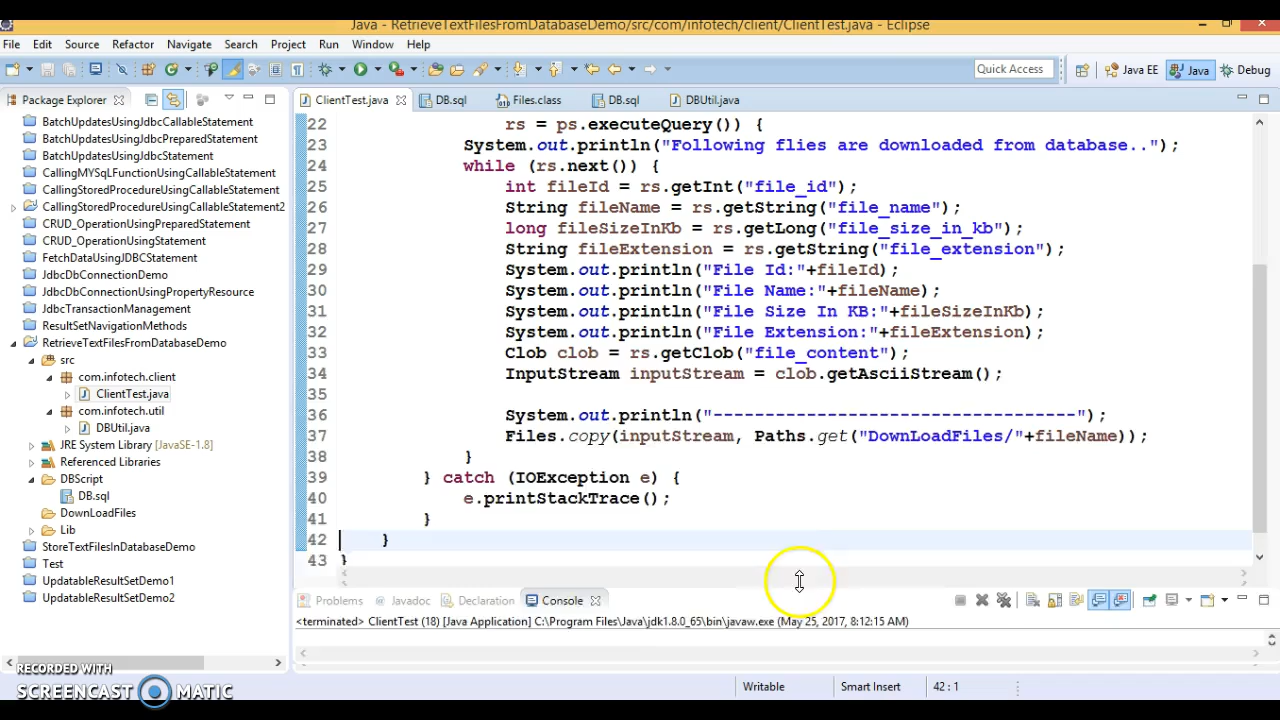 Java - RetrieveTextFilesFromDatabaseDemo/src/com/infotech/client/ClientTest.java - Eclipse
File Edit Source Refactor Navigate Search Project Run Window Help
Quick Access Java EE Java Debug
Package Explorer
ClientTest.java DB.sql Files.class DB.sql DBUtil.java
BatchUpdatesUsingJdbcCallableStatement
BatchUpdatesUsingJdbcPreparedStatement
BatchUpdatesUsingJdbcStatement
CallingMYSqlFunctionUsingCallableStatement
CallingStoredProcedureUsingCallableStatement
CallingStoredProcedureUsingCallableStatement2
CRUD_OperationUsingPreparedStatement
CRUD_OperationUsingStatement
FetchDataUsingJDBCStatement
JdbcDbConnectionDemo
JdbcDbConnectionUsingPropertyResource
JdbcTransactionManagement
ResultSetNavigationMethods
RetrieveTextFilesFromDatabaseDemo
src
com.infotech.client
ClientTest.java
com.infotech.util
DBUtil.java
JRE System Library [JavaSE-1.8]
Referenced Libraries
DBScript
DB.sql
DownLoadFiles
Lib
StoreTextFilesInDatabaseDemo
Test
UpdatableResultSetDemo1
UpdatableResultSetDemo2
22 rs = ps.executeQuery()) {
23 System.out.println("Following flies are downloaded from database..");
24 while (rs.next()) {
25 int fileId = rs.getInt("file_id");
26 String fileName = rs.getString("file_name");
27 long fileSizeInKb = rs.getLong("file_size_in_kb");
28 String fileExtension = rs.getString("file_extension");
29 System.out.println("File Id:"+fileId);
30 System.out.println("File Name:"+fileName);
31 System.out.println("File Size In KB:"+fileSizeInKb);
32 System.out.println("File Extension:"+fileExtension);
33 Clob clob = rs.getClob("file_content");
34 InputStream inputStream = clob.getAsciiStream();
35
36 System.out.println("-----------------------------------");
37 Files.copy(inputStream, Paths.get("DownLoadFiles/"+fileName));
38 }
39 } catch (IOException e) {
40 e.printStackTrace();
41 }
42 }
43 }
Problems Javadoc Declaration Console
<terminated> ClientTest (18) [Java Application] C:\Program Files\Java\jdk1.8.0_65\bin\javaw.exe (May 25, 2017, 8:12:15 AM)
Writable Smart Insert 42 : 1
RECORDED WITH
SCREENCAST MATIC